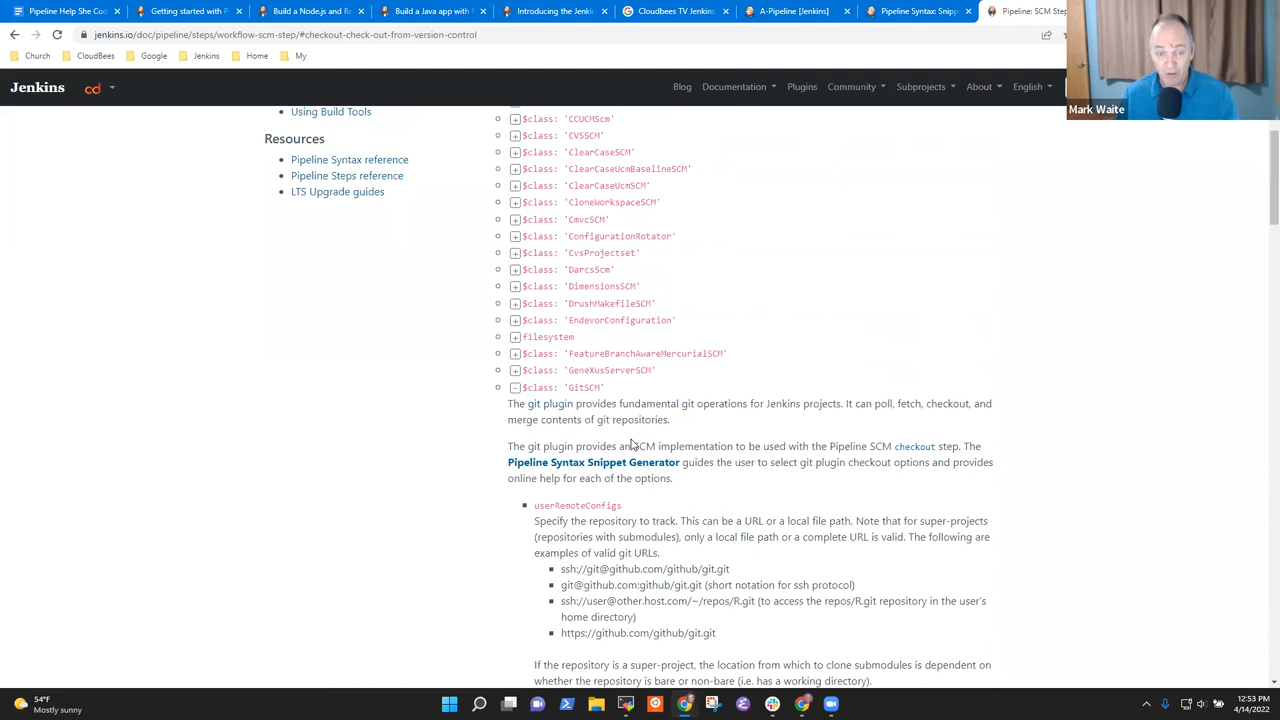 Pipeline Help She Cod
Getting started with P
Build a Node.js and Re
Build a Java app with M
Introducing the Jenkin
Cloudbees TV Jenkins
A-Pipeline [Jenkins]
Pipeline Syntax: Snipp
Pipeline: SCM Step
jenkins.io/doc/pipeline/steps/workflow-scm-step/#checkout-check-out-from-version-control
Church
CloudBees
Google
Jenkins
Home
My
Mark Waite
Jenkins
cd
Blog
Documentation
Plugins
Community
Subprojects
About
English
Using Build Tools
Resources
Pipeline Syntax reference
Pipeline Steps reference
LTS Upgrade guides
$class: 'CCUCMScm'
$class: 'CVSSCM'
$class: 'ClearCaseSCM'
$class: 'ClearCaseUcmBaselineSCM'
$class: 'ClearCaseUcmSCM'
$class: 'CloneWorkspaceSCM'
$class: 'CmvcSCM'
$class: 'ConfigurationRotator'
$class: 'CvsProjectset'
$class: 'DarcsScm'
$class: 'DimensionsSCM'
$class: 'DrushMakefileSCM'
$class: 'EndevorConfiguration'
filesystem
$class: 'FeatureBranchAwareMercurialSCM'
$class: 'GeneXusServerSCM'
$class: 'GitSCM'
The git plugin provides fundamental git operations for Jenkins projects. It can poll, fetch, checkout, and
merge contents of git repositories.
The git plugin provides an SCM implementation to be used with the Pipeline SCM checkout step. The
Pipeline Syntax Snippet Generator guides the user to select git plugin checkout options and provides
online help for each of the options.
userRemoteConfigs
Specify the repository to track. This can be a URL or a local file path. Note that for super-projects
(repositories with submodules), only a local file path or a complete URL is valid. The following are
examples of valid git URLs.
ssh://git@github.com/github/git.git
git@github.com:github/git.git (short notation for ssh protocol)
ssh://user@other.host.com/~/repos/R.git (to access the repos/R.git repository in the user's
home directory)
https://github.com/github/git.git
If the repository is a super-project, the location from which to clone submodules is dependent on
whether the repository is bare or non-bare (i.e. has a working directory).
54°F
Mostly sunny
12:53 PM
4/14/2022